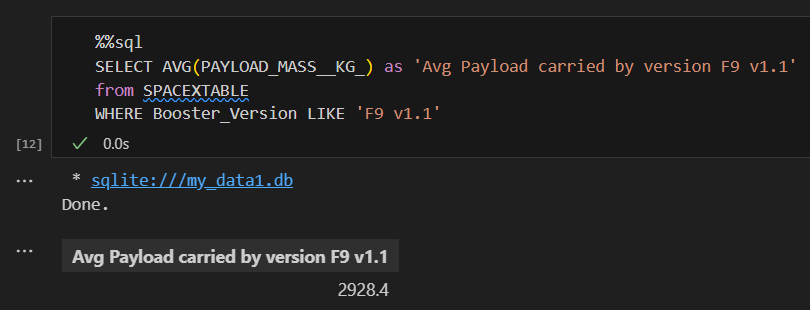 %%sql
SELECT AVG(PAYLOAD_MASS__KG_) as 'Avg Payload carried by version F9 v1.1'
from SPACEXTABLE
WHERE Booster_Version LIKE 'F9 v1.1'
[12] ✓ 0.0s
... * sqlite:///my_data1.db
Done.
... Avg Payload carried by version F9 v1.1
2928.4